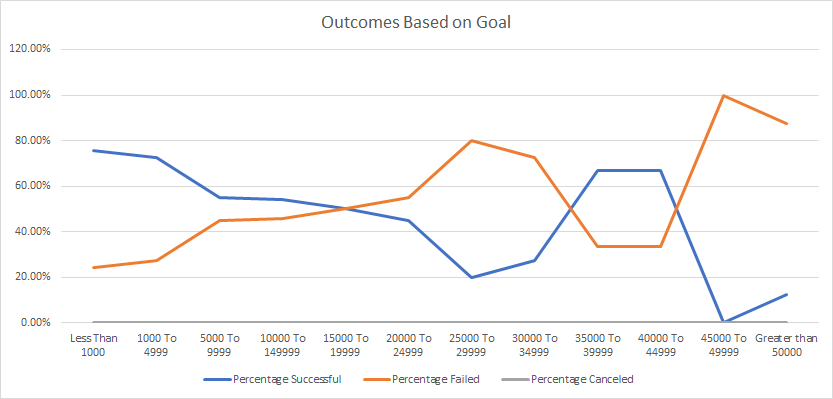 Outcomes Based on Goal
120.00%
100.00%
80.00%
60.00%
40.00%
20.00%
0.00%
Less Than 1000 To 5000 To 10000 To 15000 To 20000 To 25000 To 30000 To 35000 To 40000 To 45000 To Greater than
1000 4999 9999 149999 19999 24999 29999 34999 39999 44999 49999 50000
Percentage Successful Percentage Failed Percentage Canceled